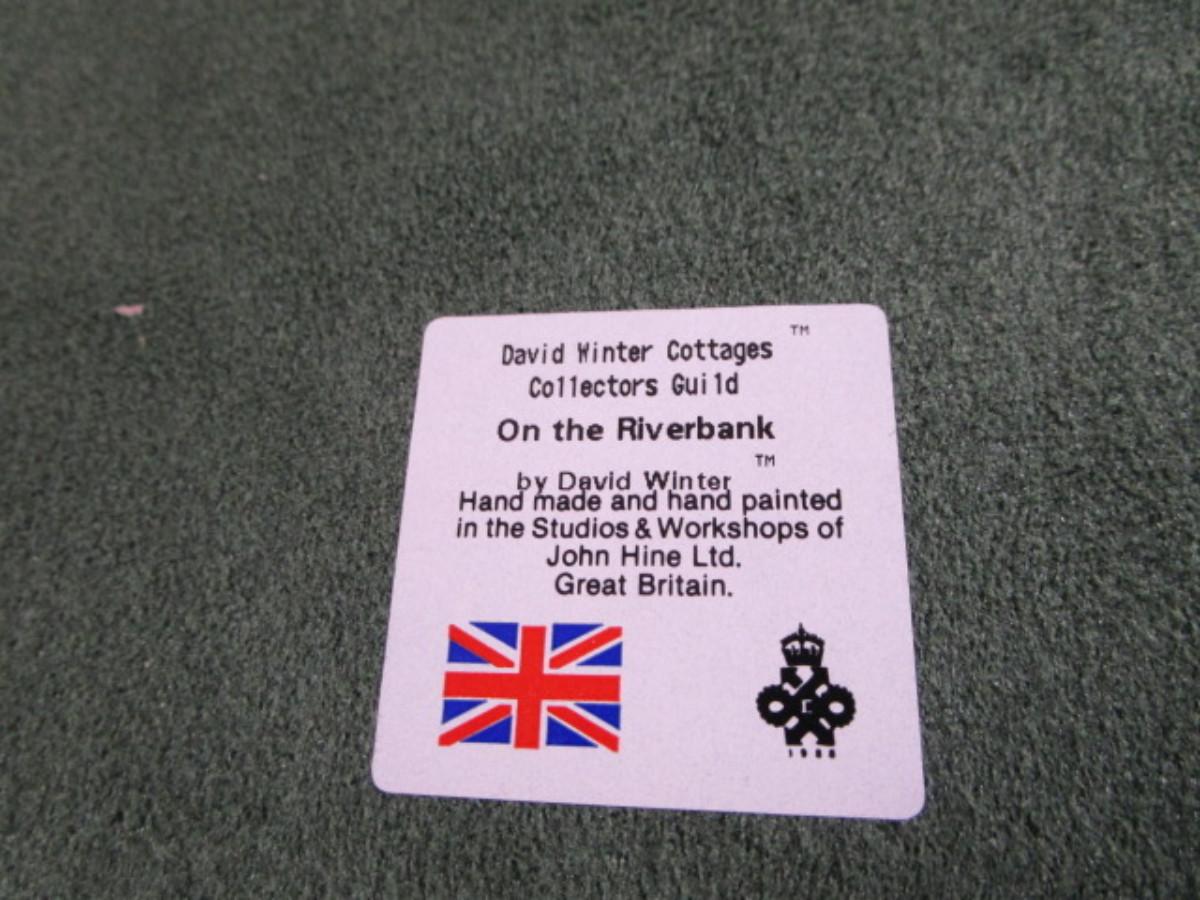 David Winter Cottages ™
Collectors Guild
On the Riverbank
by David Winter ™
Hand made and hand painted
in the Studios & Workshops of
John Hine Ltd.
Great Britain.
1988